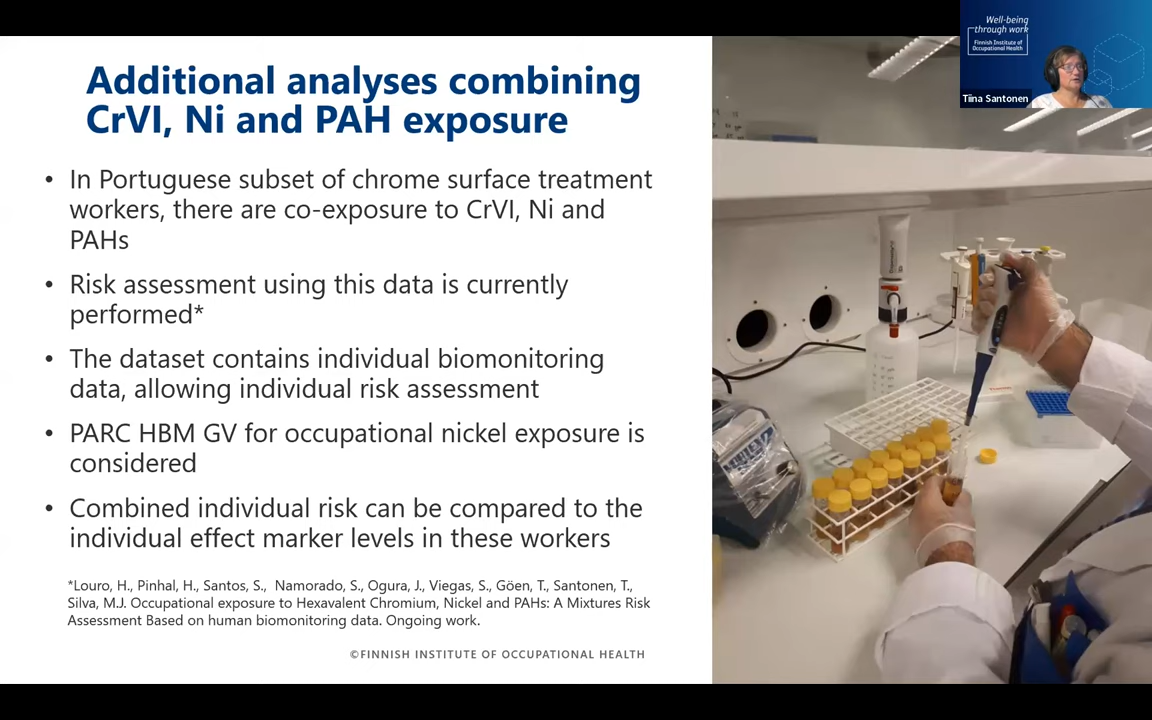 Well-being
through work
Finnish Institute of
Occupational Health
Tiina Santonen
Additional analyses combining
CrVI, Ni and PAH exposure
• In Portuguese subset of chrome surface treatment
workers, there are co-exposure to CrVI, Ni and
PAHs
• Risk assessment using this data is currently
performed*
• The dataset contains individual biomonitoring
data, allowing individual risk assessment
• PARC HBM GV for occupational nickel exposure is
considered
• Combined individual risk can be compared to the
individual effect marker levels in these workers
*Louro, H., Pinhal, H., Santos, S., Namorado, S., Ogura, J., Viegas, S., Göen, T., Santonen, T.,
Silva, M.J. Occupational exposure to Hexavalent Chromium, Nickel and PAHs: A Mixtures Risk
Assessment Based on human biomonitoring data. Ongoing work.
©FINNISH INSTITUTE OF OCCUPATIONAL HEALTH